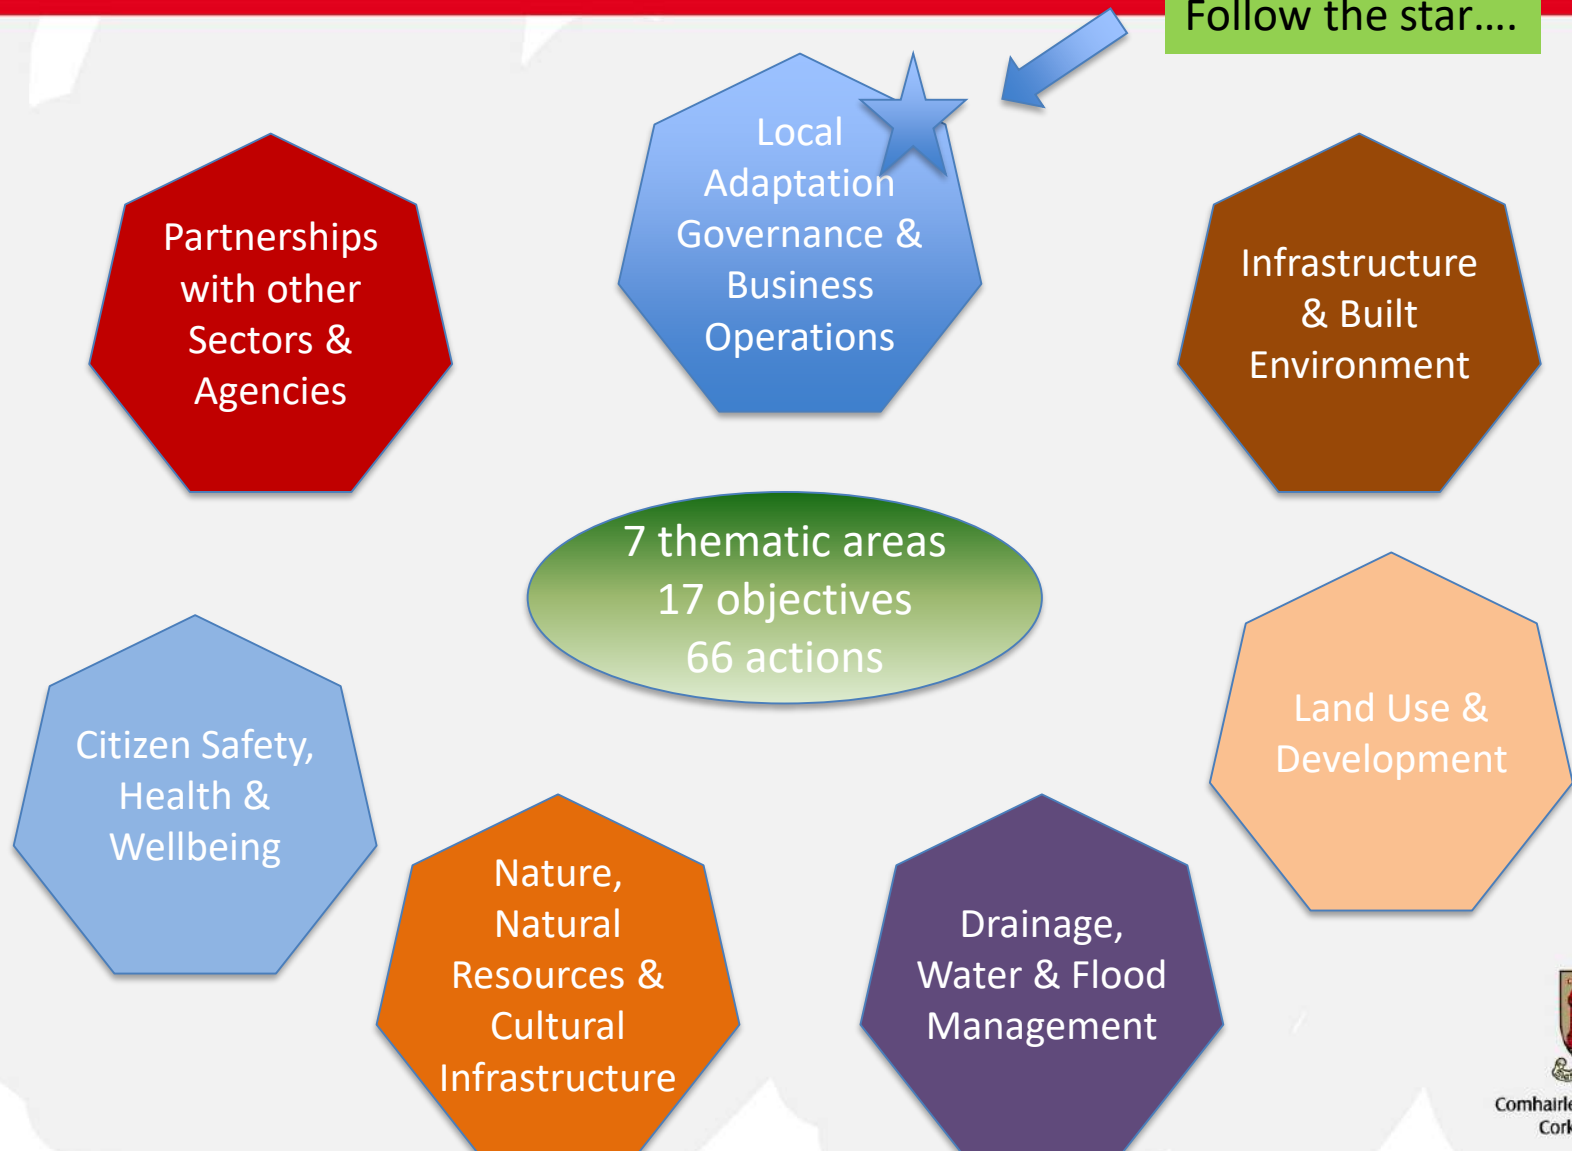 Follow the star....
Local
Adaptation
Governance &
Business
Operations
Partnerships
with other
Sectors &
Agencies
Infrastructure
& Built
Environment
7 thematic areas
17 objectives
66 actions
Land Use &
Development
Citizen Safety,
Health &
Wellbeing
Nature,
Natural
Resources &
Cultural
Infrastructure
Drainage,
Water & Flood
Management
Comhairle
Cork